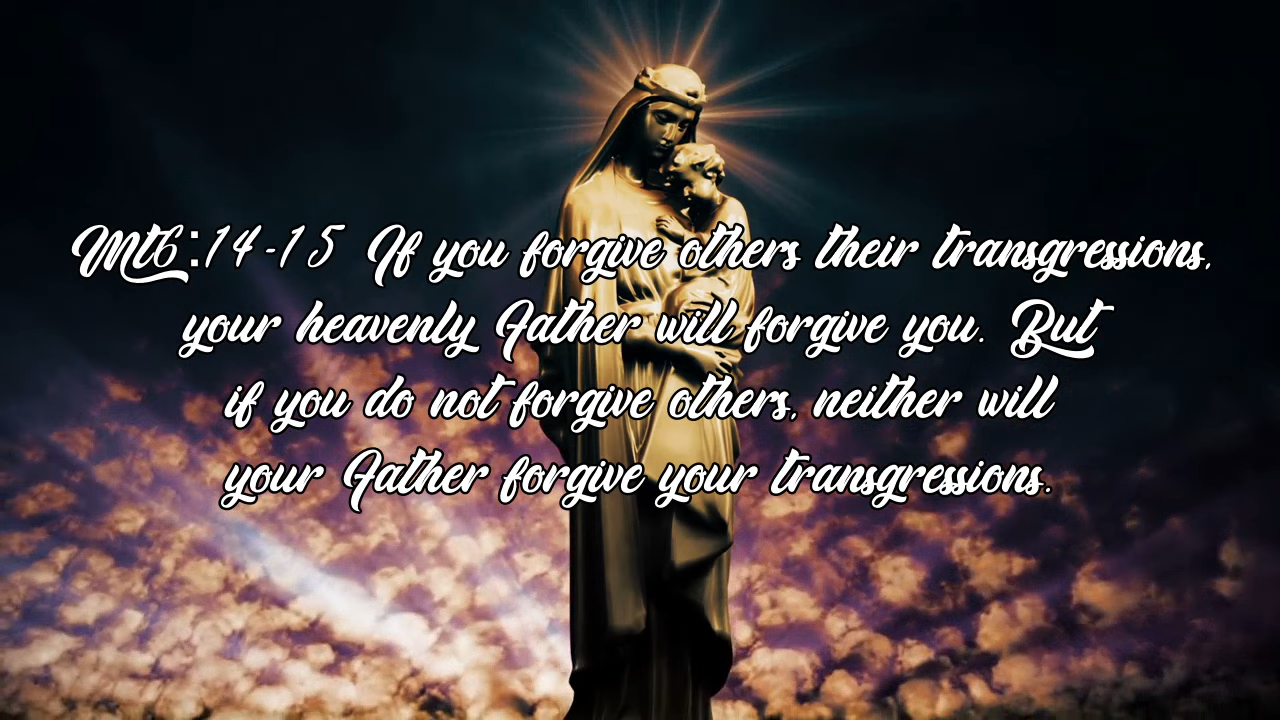 Mt6:14-15 If you forgive others their transgressions,
your heavenly Father will forgive you. But
if you do not forgive others, neither will
your Father forgive your transgressions.